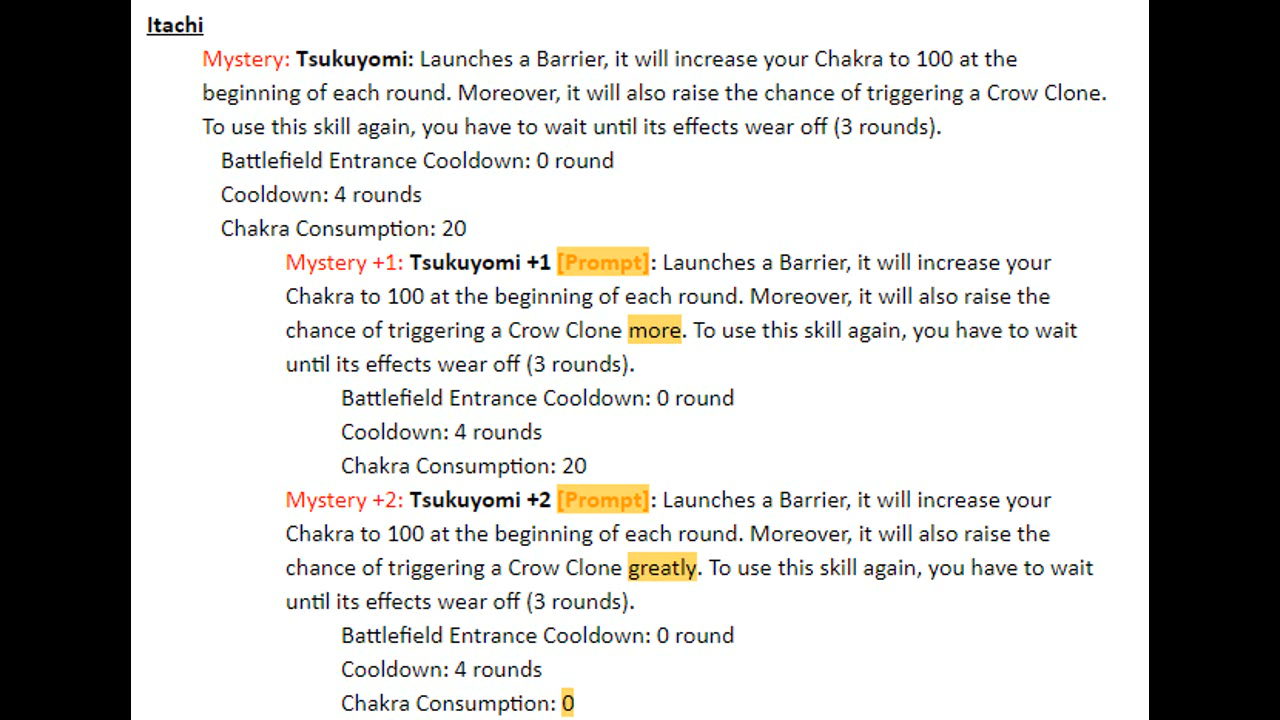 Itachi
Mystery: Tsukuyomi: Launches a Barrier, it will increase your Chakra to 100 at the
beginning of each round. Moreover, it will also raise the chance of triggering a Crow Clone.
To use this skill again, you have to wait until its effects wear off (3 rounds).
Battlefield Entrance Cooldown: 0 round
Cooldown: 4 rounds
Chakra Consumption: 20
Mystery +1: Tsukuyomi +1 [Prompt]: Launches a Barrier, it will increase your
Chakra to 100 at the beginning of each round. Moreover, it will also raise the
chance of triggering a Crow Clone more. To use this skill again, you have to wait
until its effects wear off (3 rounds).
Battlefield Entrance Cooldown: 0 round
Cooldown: 4 rounds
Chakra Consumption: 20
Mystery +2: Tsukuyomi +2 [Prompt]: Launches a Barrier, it will increase your
Chakra to 100 at the beginning of each round. Moreover, it will also raise the
chance of triggering a Crow Clone greatly. To use this skill again, you have to wait
until its effects wear off (3 rounds).
Battlefield Entrance Cooldown: 0 round
Cooldown: 4 rounds
Chakra Consumption: 0